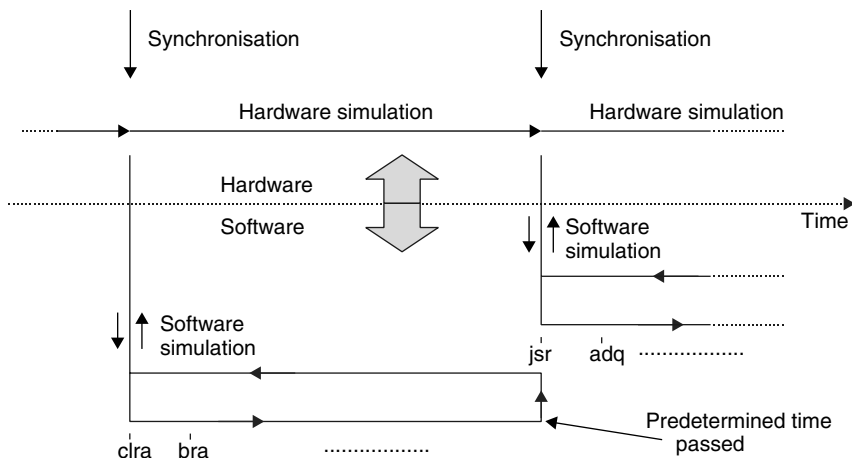 Synchronisation
Synchronisation
Hardware simulation
Hardware simulation
Hardware
Software
Time
Software
simulation
Software
simulation
jsr
adq
Predetermined time
passed
clra
bra